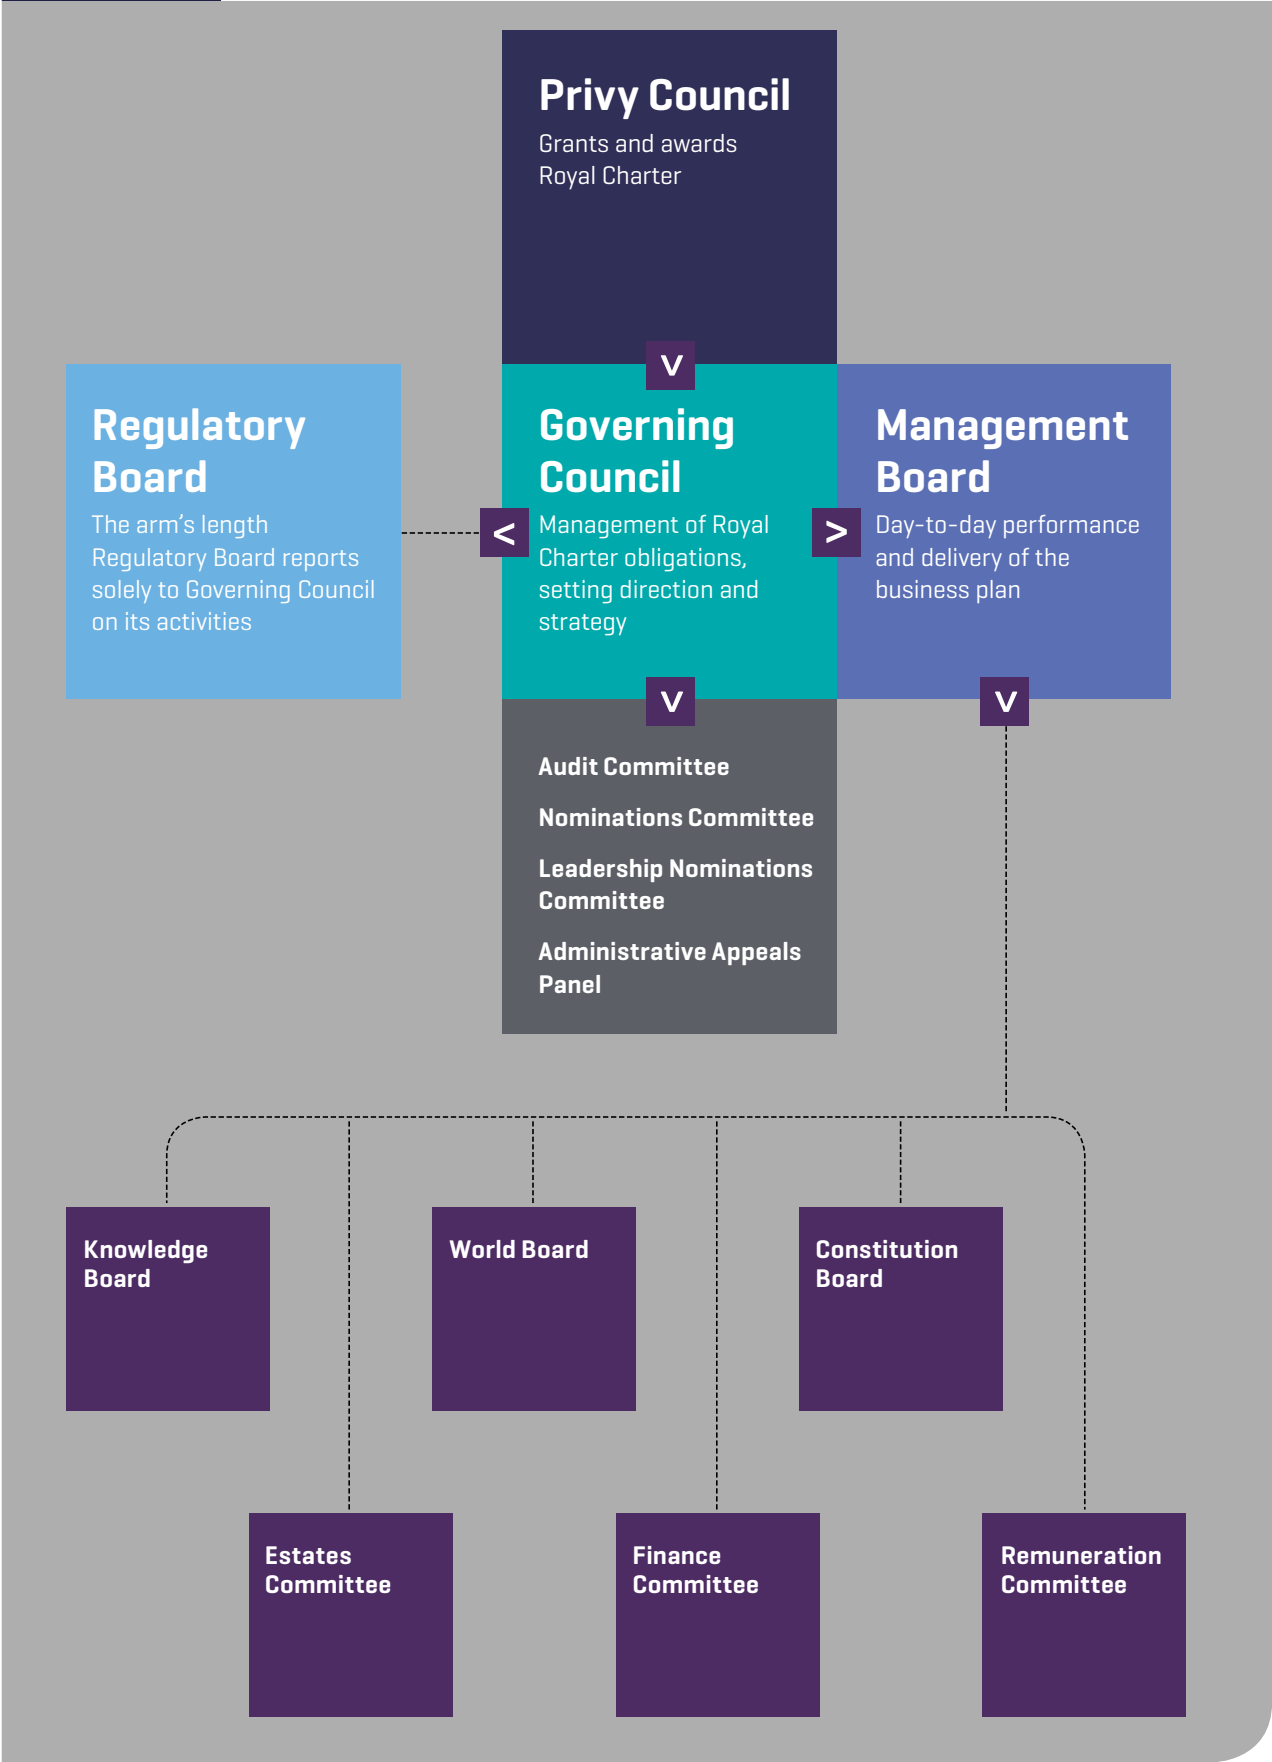 Privy Council
Grants and awards
Royal Charter
V
Regulatory
Board
The arm's length
Regulatory Board reports
solely to Governing Council
on its activities
<
Governing
Council
Management of Royal
Charter obligations,
setting direction and
strategy
>
Management
Board
Day-to-day performance
and delivery of the
business plan
V
V
Audit Committee
Nominations Committee
Leadership Nominations
Committee
Administrative Appeals
Panel
Knowledge
Board
World Board
Constitution
Board
Estates
Committee
Finance
Committee
Remuneration
Committee